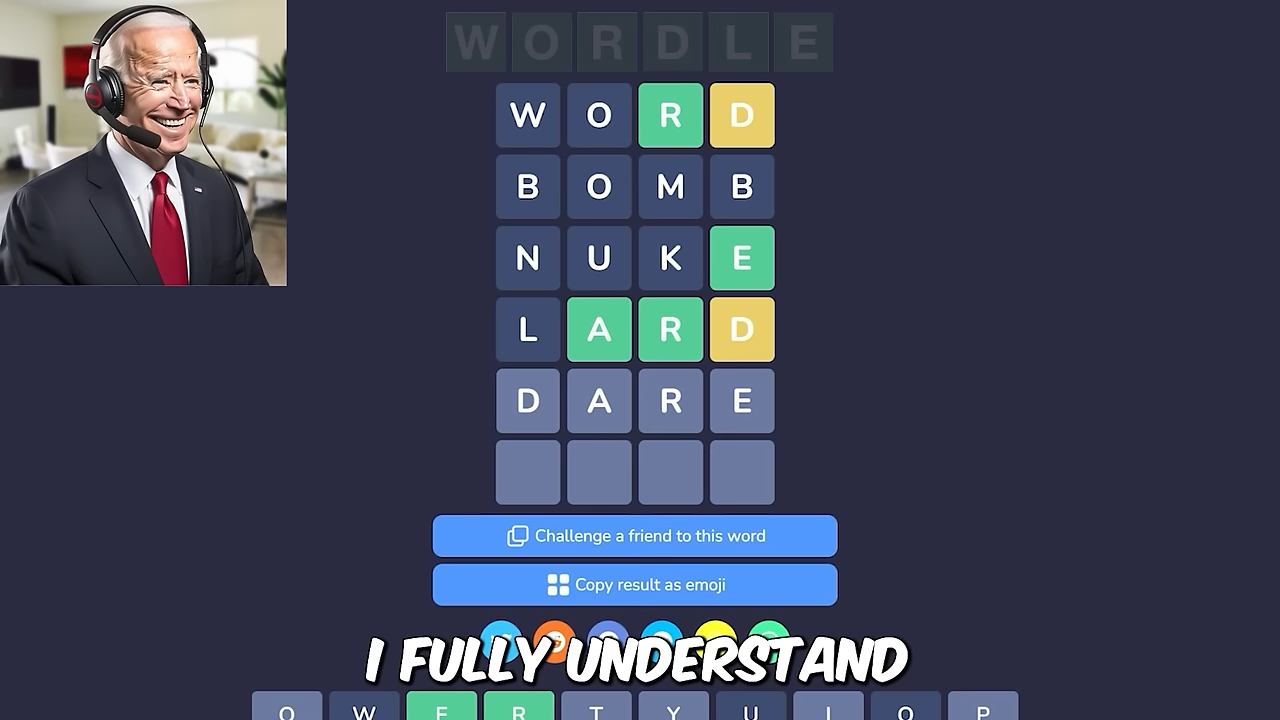 WORDLE
WORD
BOMB
NUKE
LARD
DARE
Challenge a friend to this word
Copy result as emoji
I FULLY UNDERSTAND
Q W E R T Y U I O P